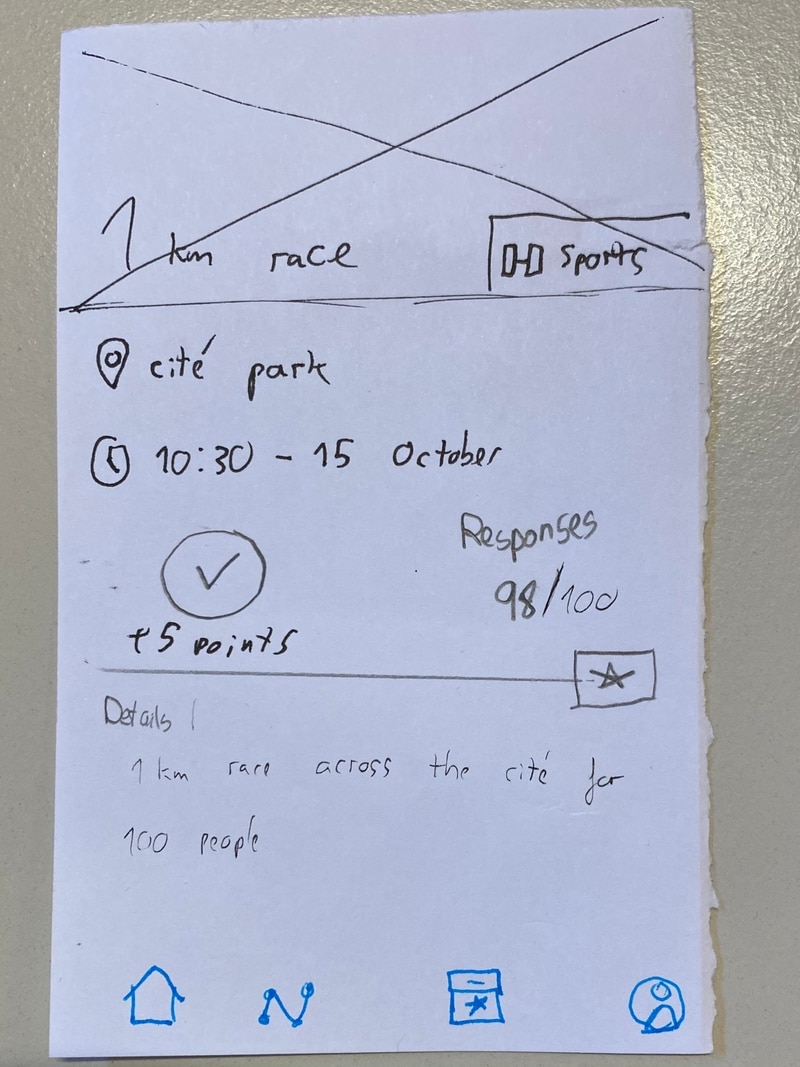 1 km race
Sports
cité park
10:30 - 15 October
Responses
98/100
+5 points
Details
1 km race across the cité for
100 people